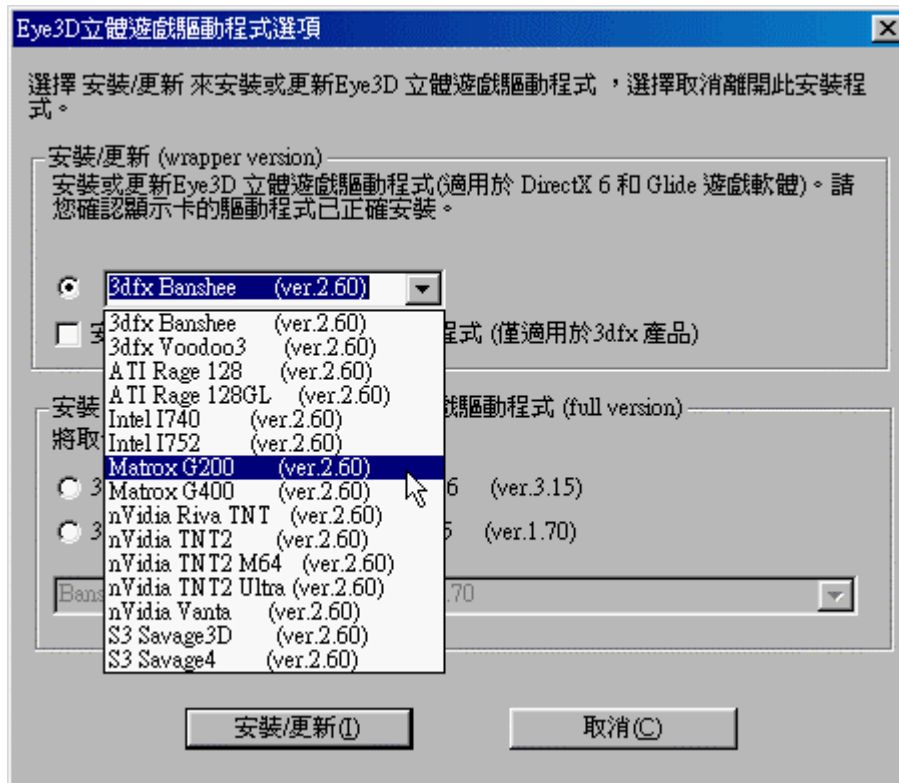 Eye3D立體遊戲驅動程式選項
選擇 安裝/更新 來安裝或更新Eye3D 立體遊戲驅動程式 ，選擇取消離開此安裝程
式。
安裝/更新 (wrapper version)
安裝或更新Eye3D 立體遊戲驅動程式(適用於 DirectX 6 和 Glide 遊戲軟體)。請
您確認顯示卡的驅動程式已正確安裝。
3dfx Banshee (ver.2.60)
3dfx Banshee (ver.2.60)
程式 (僅適用於3dfx 產品)
3dfx Voodoo3 (ver.2.60)
ATI Rage 128 (ver.2.60)
ATI Rage 128GL (ver.2.60)
安裝 戲驅動程式 (full version)
Intel I740 (ver.2.60)
將取
Intel I752 (ver.2.60)
Matrox G200 (ver.2.60)
3 6 (ver.3.15)
Matrox G400 (ver.2.60)
nVidia Riva TNT (ver.2.60)
3 (ver.1.70)
nVidia TNT2 (ver.2.60)
nVidia TNT2 M64 (ver.2.60)
nVidia TNT2 Ultra (ver.2.60)
Bans .70
nVidia Vanta (ver.2.60)
S3 Savage3D (ver.2.60)
S3 Savage4 (ver.2.60)
安裝/更新(I)
取消(C)